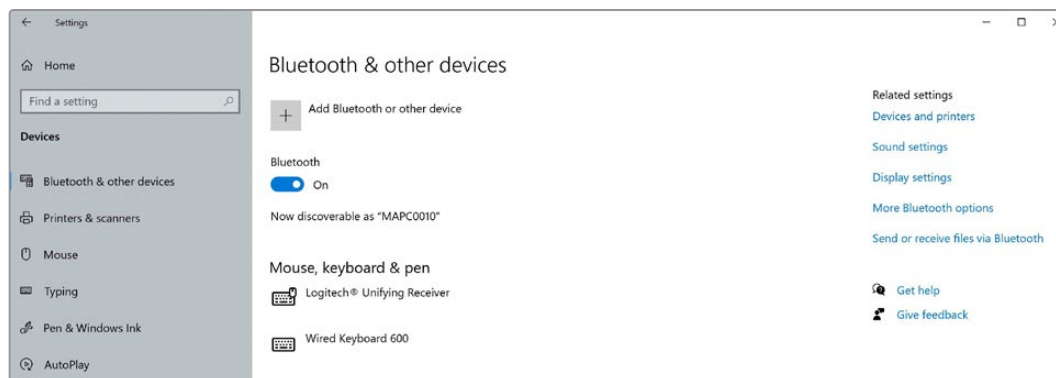 Settings
Home
Find a setting
Devices
Bluetooth & other devices
Printers & scanners
Mouse
Typing
Pen & Windows Ink
AutoPlay
Bluetooth & other devices
Add Bluetooth or other device
Bluetooth
On
Now discoverable as “MAPC0010”
Mouse, keyboard & pen
Logitech® Unifying Receiver
Wired Keyboard 600
Related settings
Devices and printers
Sound settings
Display settings
More Bluetooth options
Send or receive files via Bluetooth
Get help
Give feedback